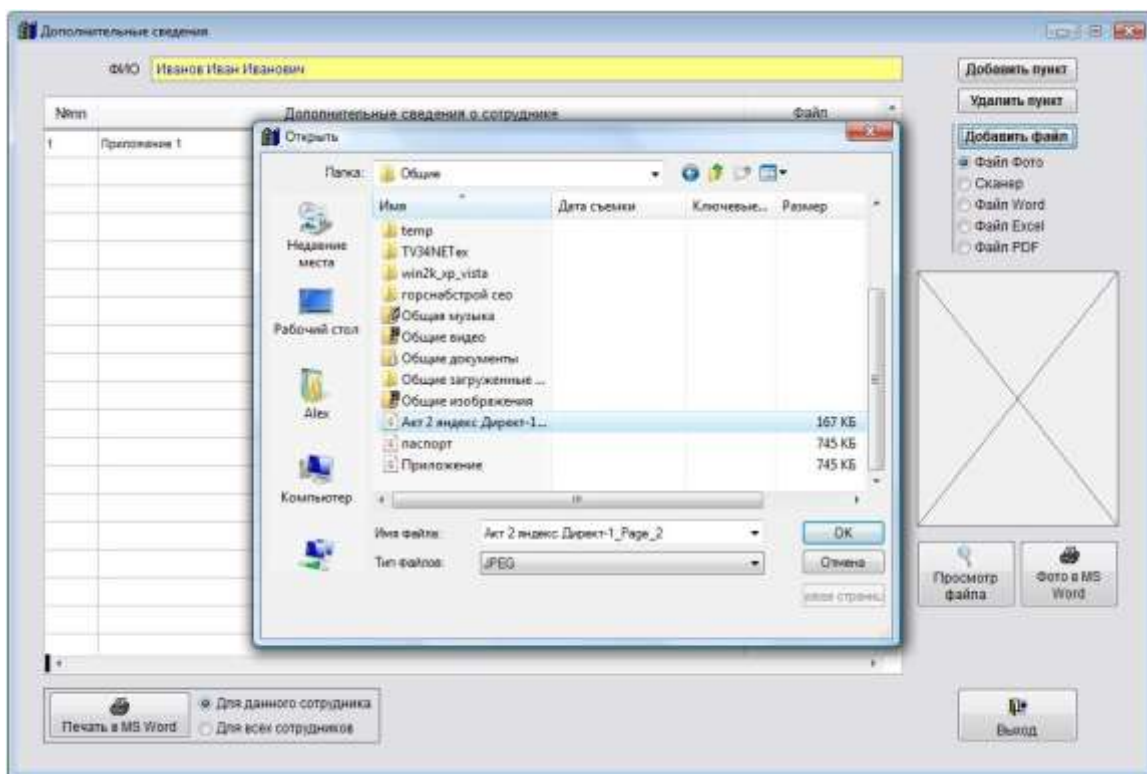 Дополнительные сведения
ФИО Иванов Иван Иванович
Добавить пункт
Удалить пункт
Добавить файл
Файл Фото
Сканер
Файл Word
Файл Excel
Файл PDF
№пп Дополнительные сведения о сотруднике Файл
1 Приложение 1
Открыть
Папка: Общие
Имя Дата съемки Ключевые... Размер
temp
TV34NETex
win2k_xp_vista
горснабстрой сео
Общая музыка
Общие видео
Общие документы
Общие загруженные ...
Общие изображения
Акт 2 яндекс Директ-1... 167 КБ
паспорт 745 КБ
Приложение 745 КБ
Недавние места
Рабочий стол
Alex
Компьютер
Имя файла: Акт 2 яндекс Директ-1_Page_2
Тип файлов: JPEG
OK
Отмена
Просмотр файла
Фото в MS Word
Печать в MS Word
Для данного сотрудника
Для всех сотрудников
Выход